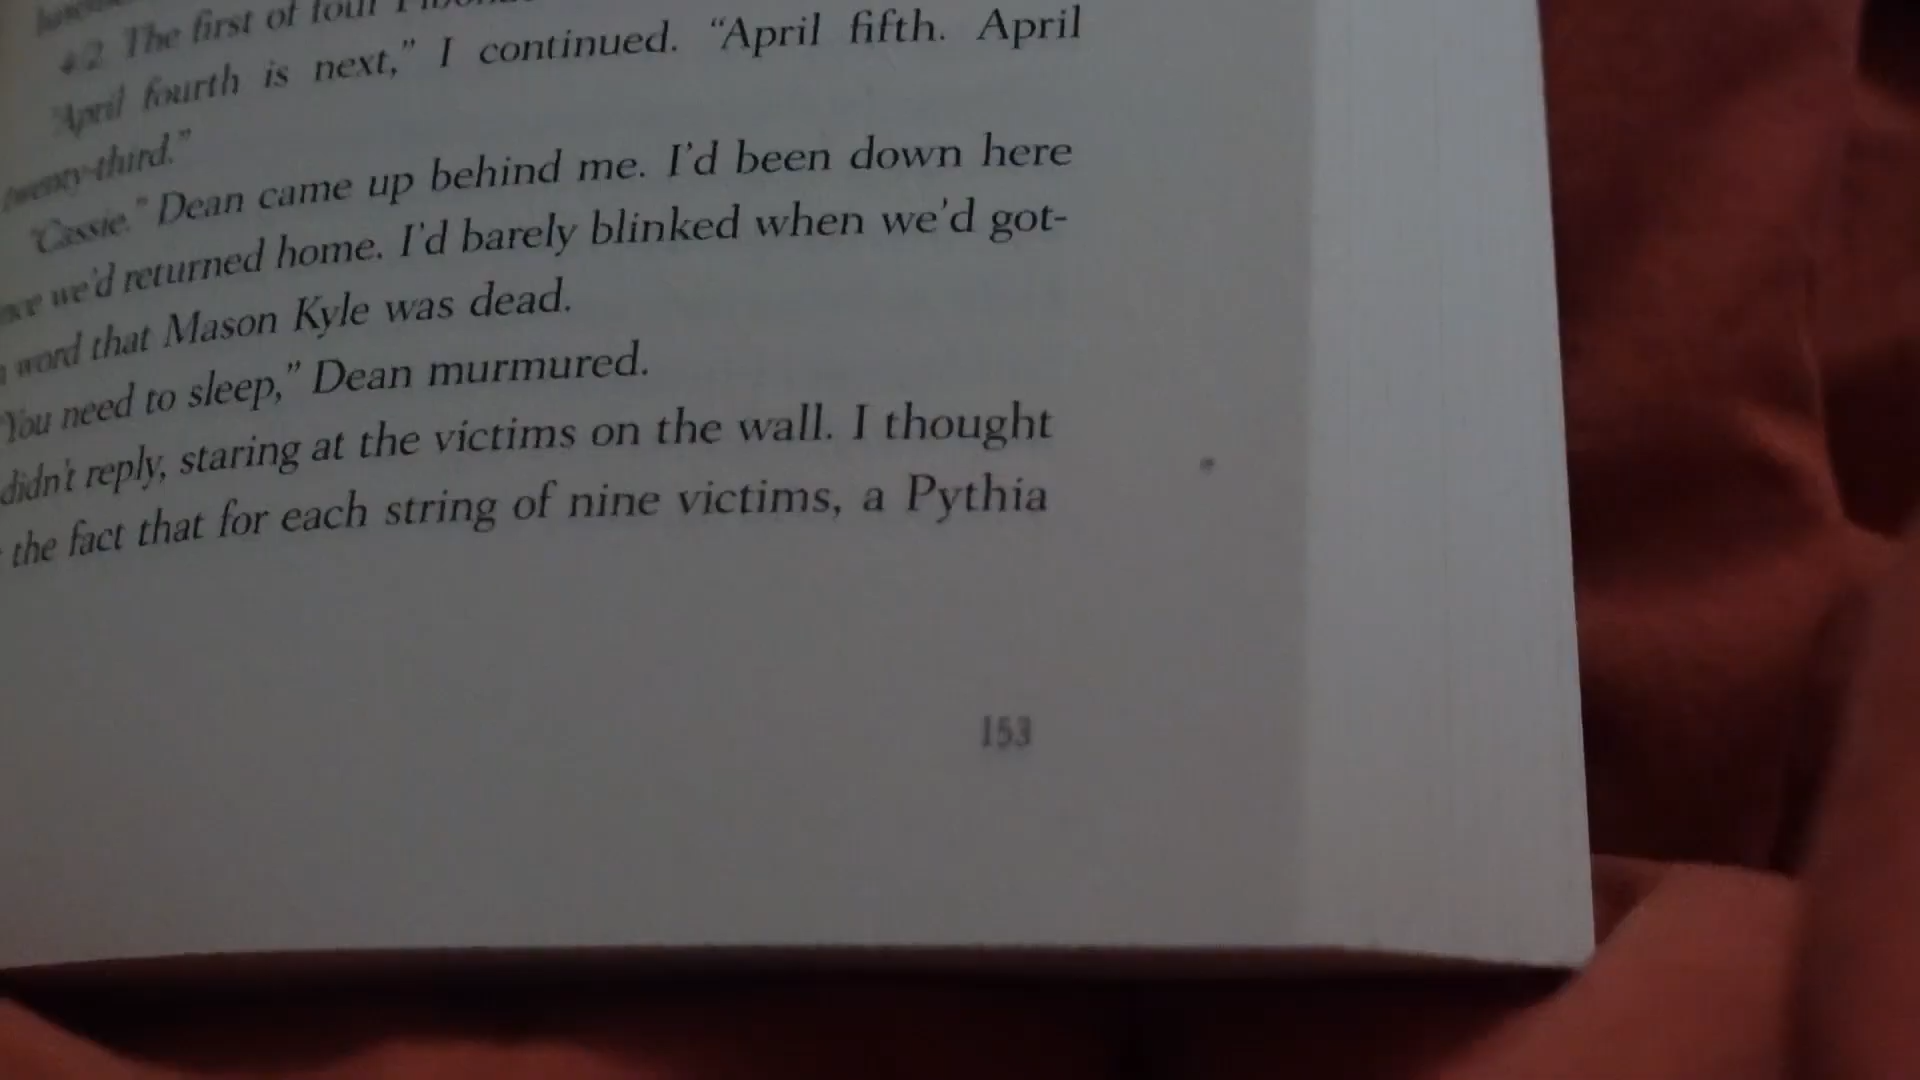 4/2. The first of four
"April fourth is next," I continued. "April fifth. April
twenty-third."
"Cassie." Dean came up behind me. I'd been down here
we'd returned home. I'd barely blinked when we'd got-
word that Mason Kyle was dead.
"You need to sleep," Dean murmured.
didn't reply, staring at the victims on the wall. I thought
the fact that for each string of nine victims, a Pythia
153